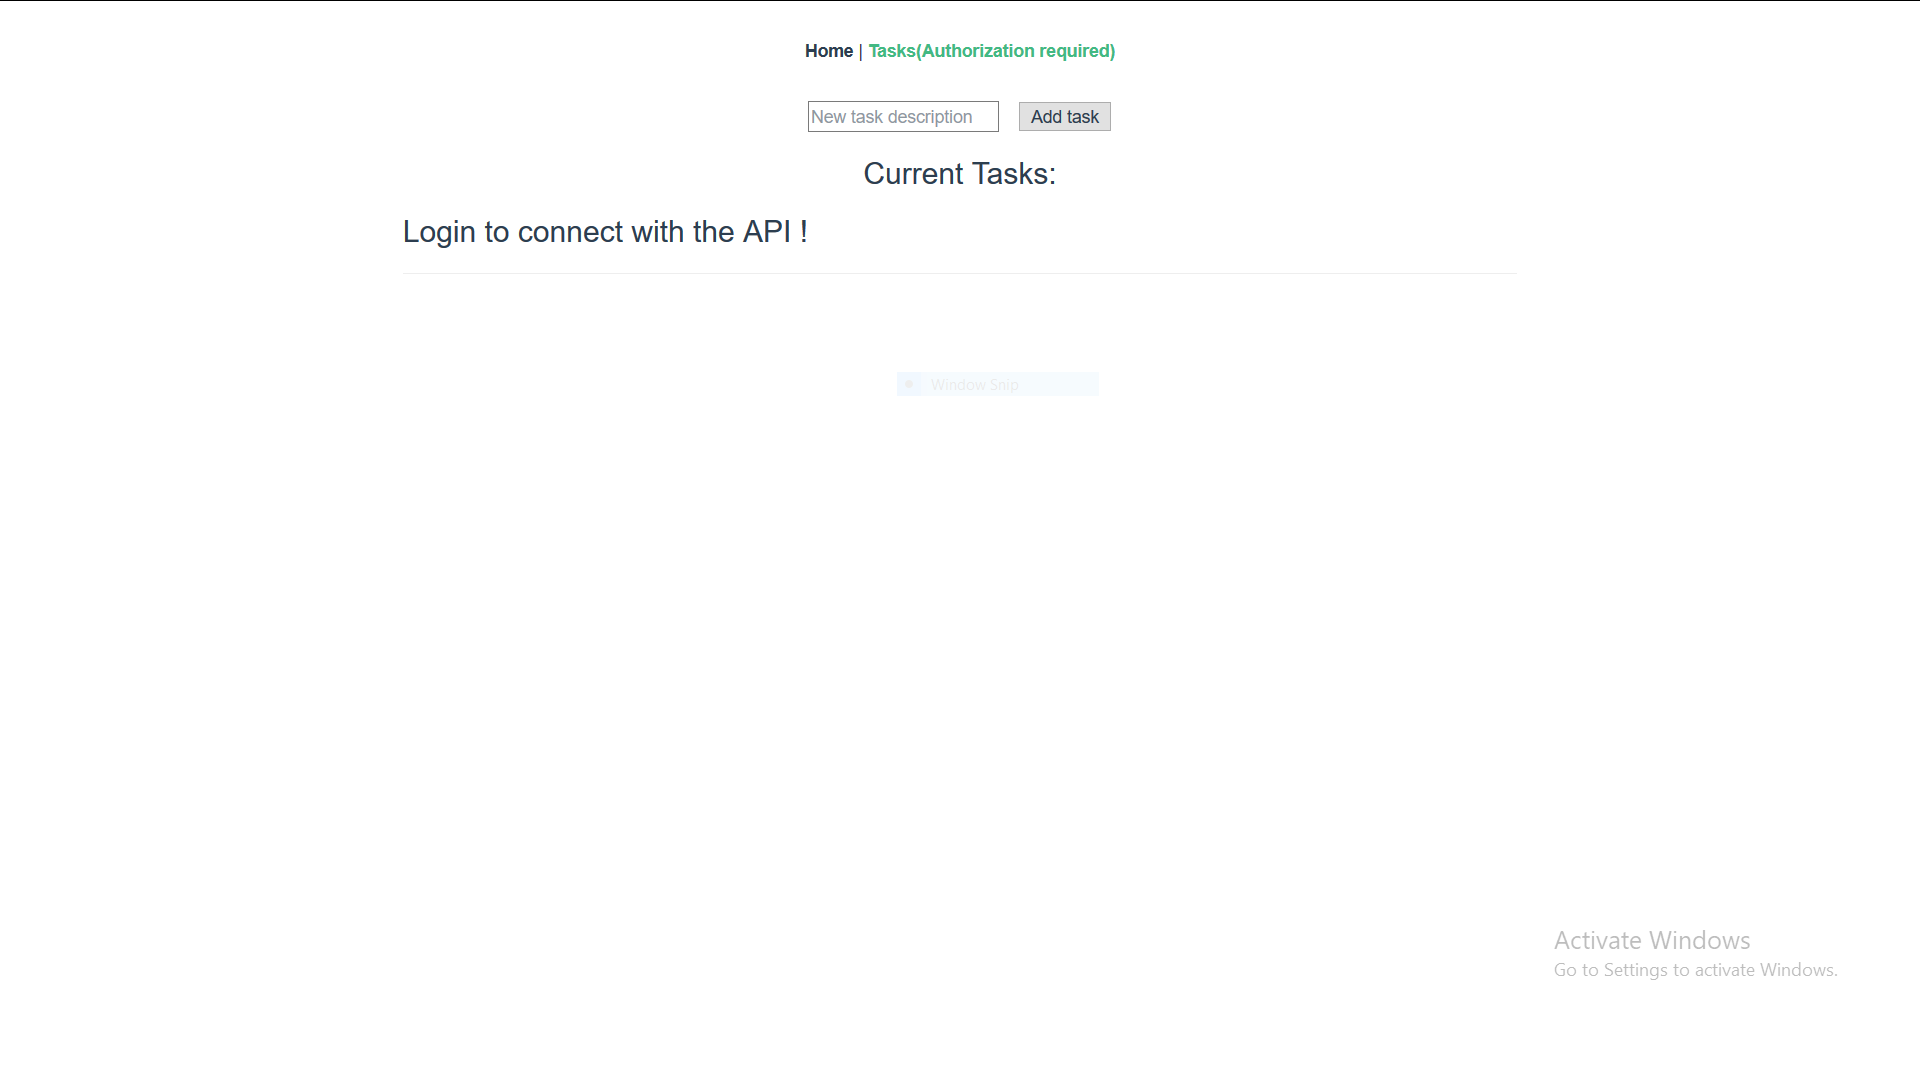 Home | Tasks(Authorization required)
New task description Add task
Current Tasks:
Login to connect with the API !
Window Snip
Activate Windows
Go to Settings to activate Windows.